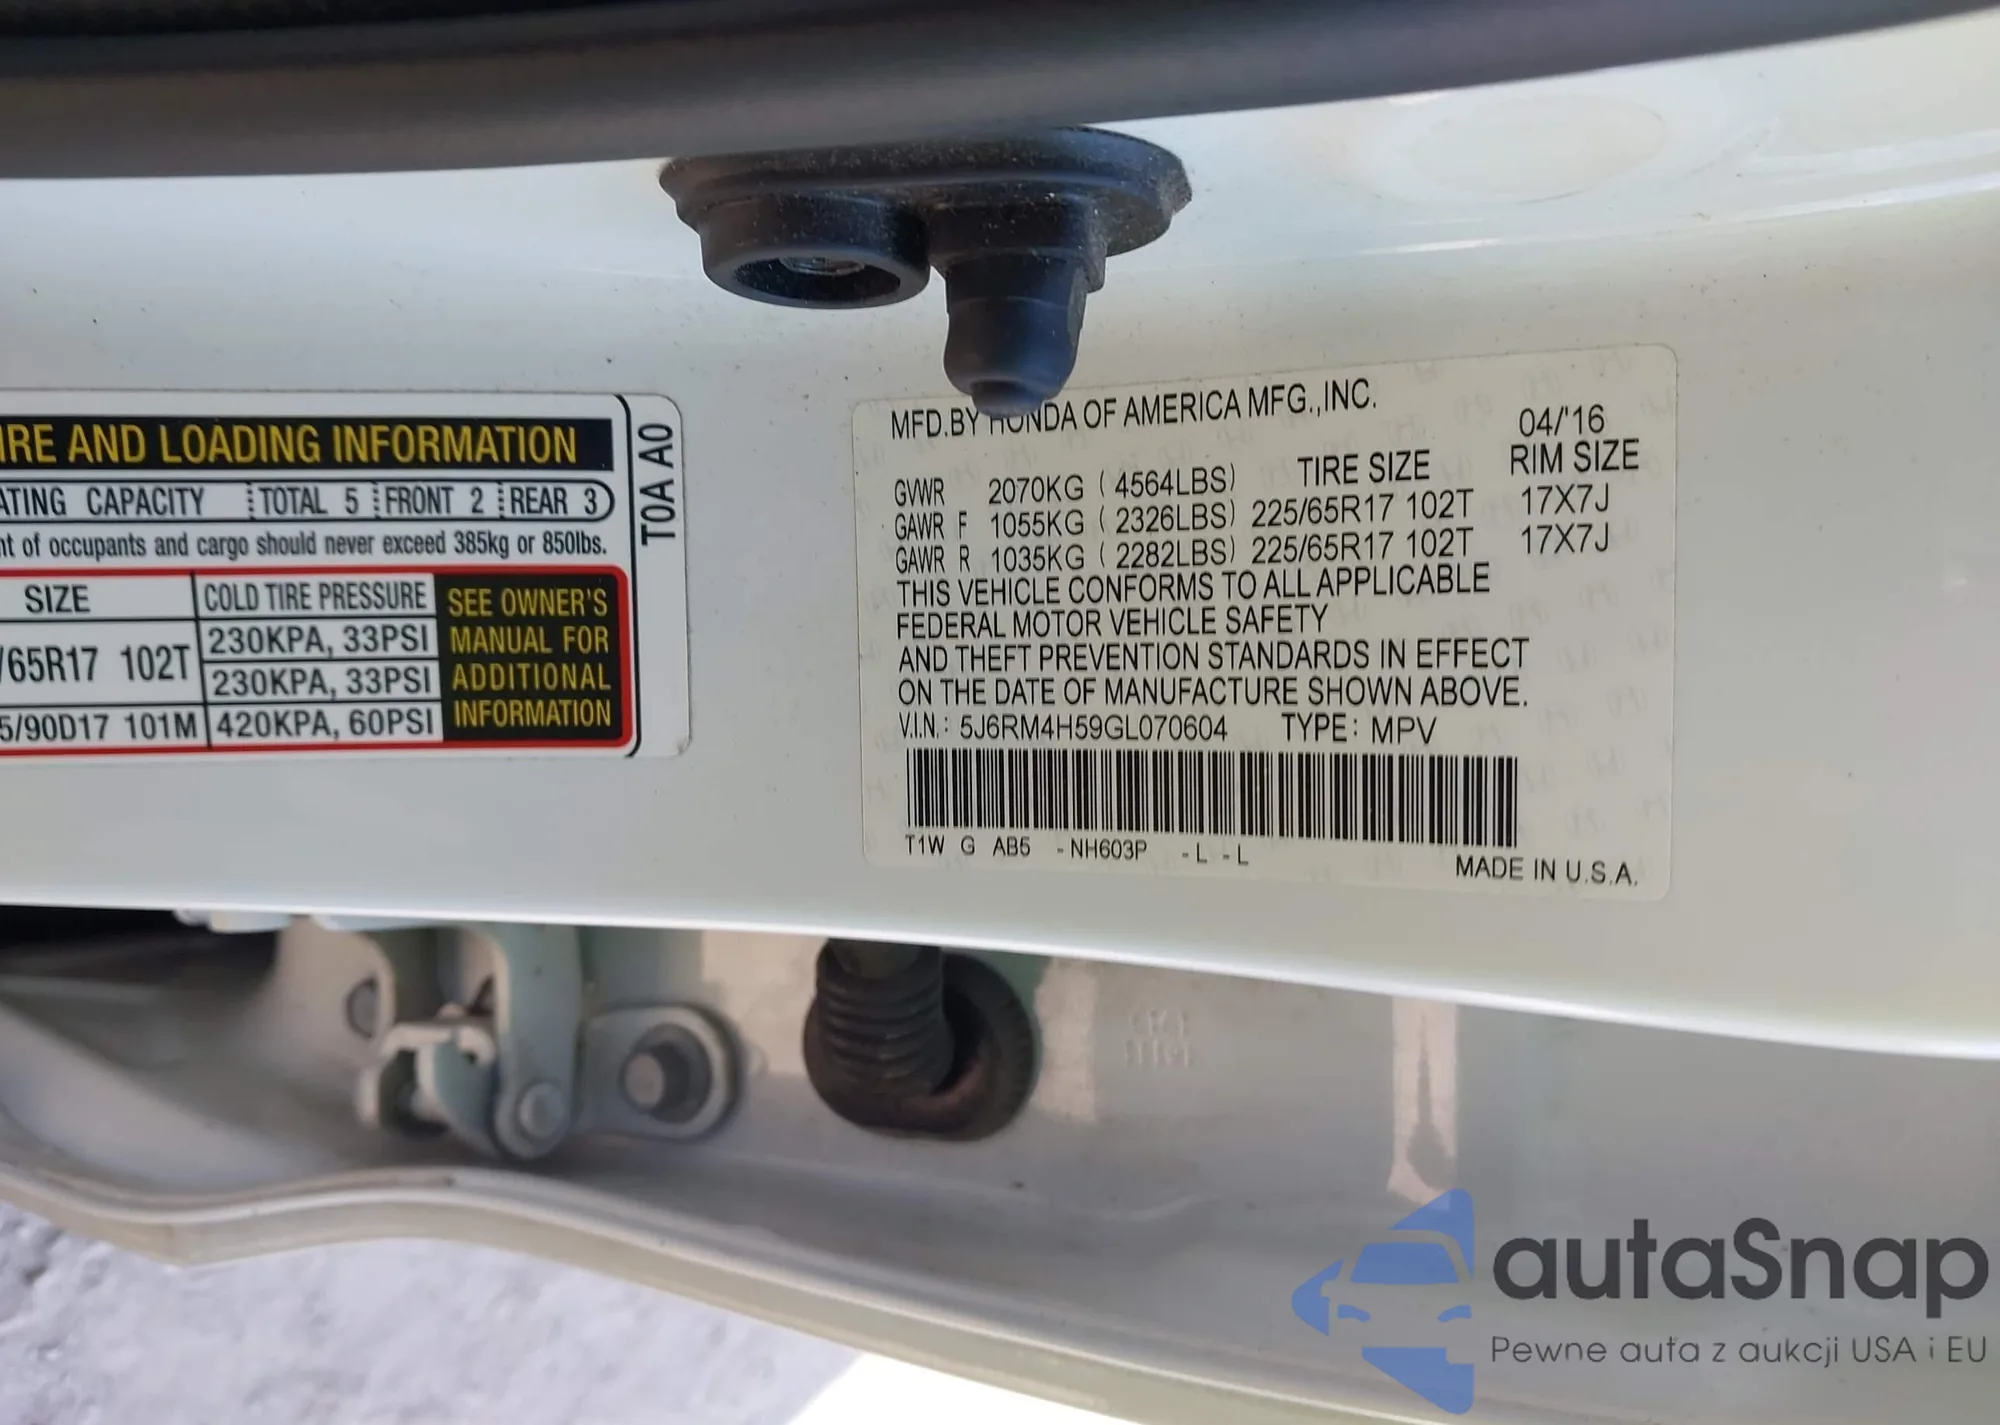 IRE AND LOADING INFORMATION
ATING CAPACITY TOTAL 5 FRONT 2 REAR 3
nt of occupants and cargo should never exceed 385kg or 850lbs.
SIZE COLD TIRE PRESSURE
/65R17 102T 230KPA, 33PSI
230KPA, 33PSI
5/90D17 101M 420KPA, 60PSI
SEE OWNER'S
MANUAL FOR
ADDITIONAL
INFORMATION
T0A A0
MFD.BY HONDA OF AMERICA MFG.,INC.
04/'16
GVWR 2070KG (4564LBS) TIRE SIZE RIM SIZE
GAWR F 1055KG (2326LBS) 225/65R17 102T 17X7J
GAWR R 1035KG (2282LBS) 225/65R17 102T 17X7J
THIS VEHICLE CONFORMS TO ALL APPLICABLE
FEDERAL MOTOR VEHICLE SAFETY
AND THEFT PREVENTION STANDARDS IN EFFECT
ON THE DATE OF MANUFACTURE SHOWN ABOVE.
V.I.N.: 5J6RM4H59GL070604 TYPE: MPV
T1W G AB5 -NH603P -L -L
MADE IN U.S.A.
autaSnap
Pewne auta z aukcji USA i EU